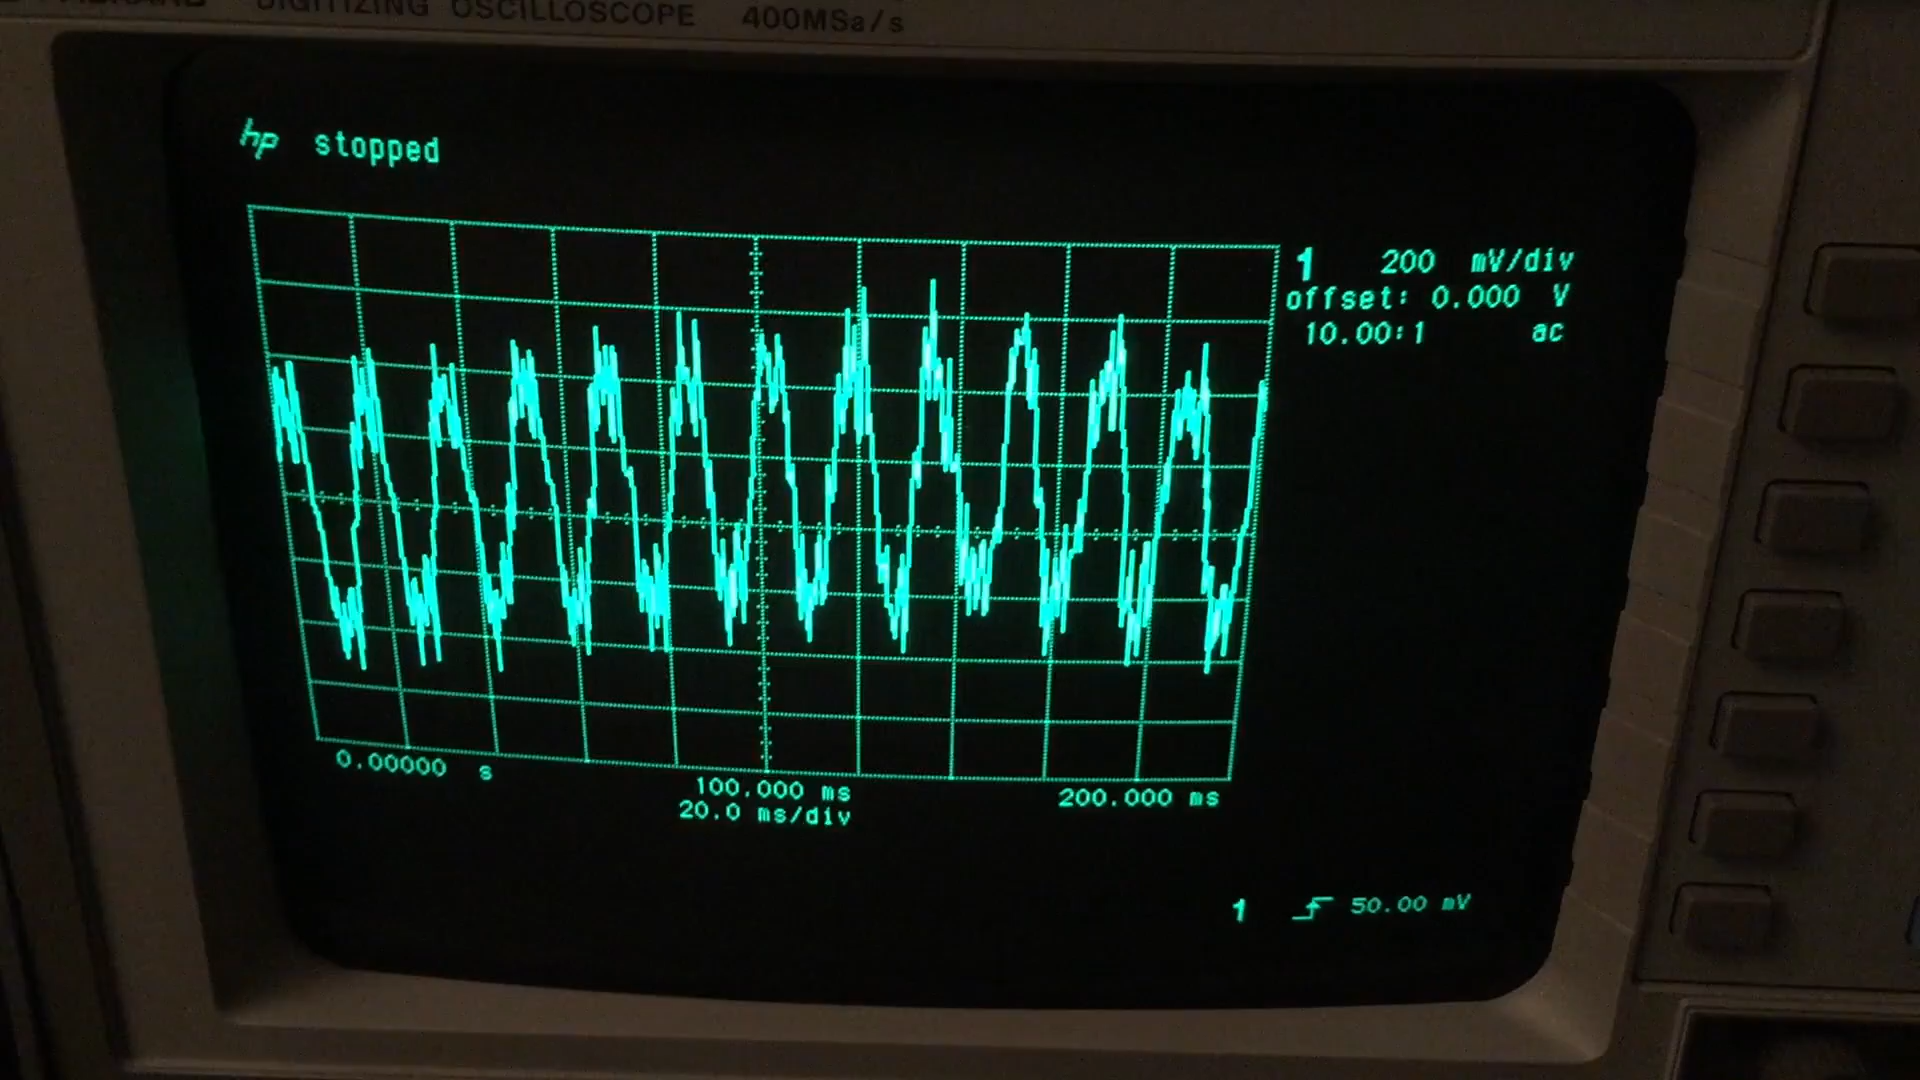 DIGITIZING OSCILLOSCOPE 400MSa/s
hp stopped
1 200 mV/div
offset: 0.000 V
10.00:1 ac
0.00000 s
100.000 ms
200.000 ms
20.0 ms/div
1 50.00 mV